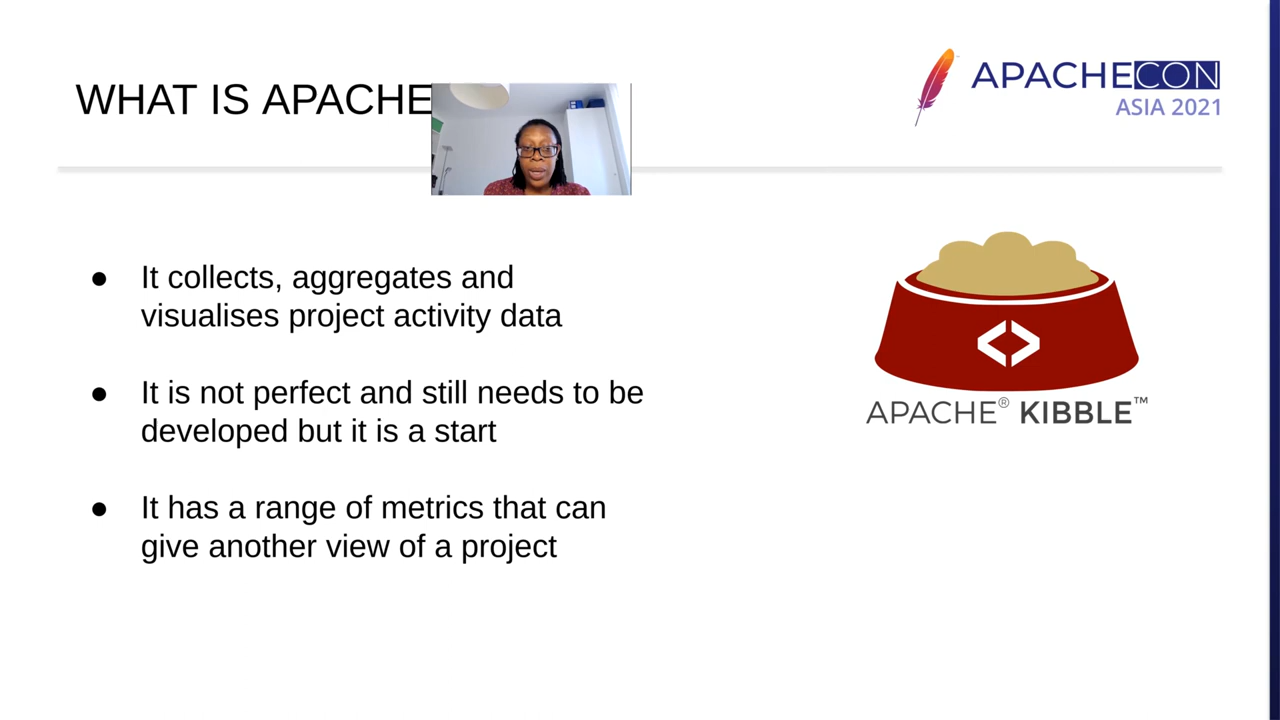 WHAT IS APACHE
APACHECON
ASIA 2021
● It collects, aggregates and
visualises project activity data
● It is not perfect and still needs to be
developed but it is a start
● It has a range of metrics that can
give another view of a project
APACHE® KIBBLE™